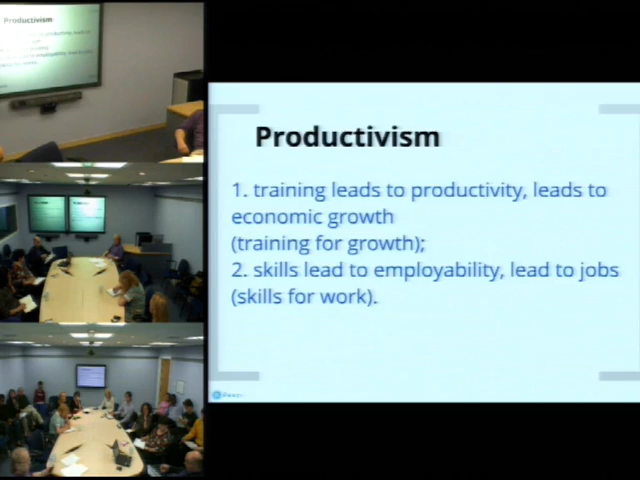 Productivism
1. training leads to productivity, leads to
economic growth
(training for growth);
2. skills lead to employability, lead to jobs
(skills for work).
Productivism